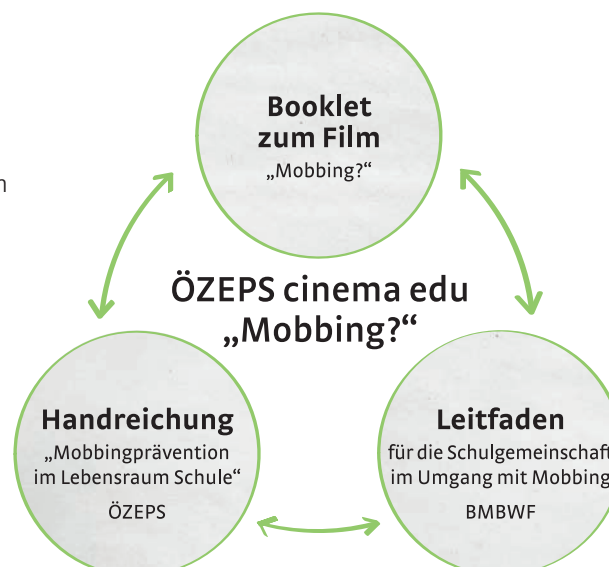 Booklet
zum Film
„Mobbing?“
ÖZEPS cinema edu
„Mobbing?“
Handreichung
„Mobbingprävention
im Lebensraum Schule“
ÖZEPS
Leitfaden
für die Schulgemeinschaft
im Umgang mit Mobbing
BMBWF